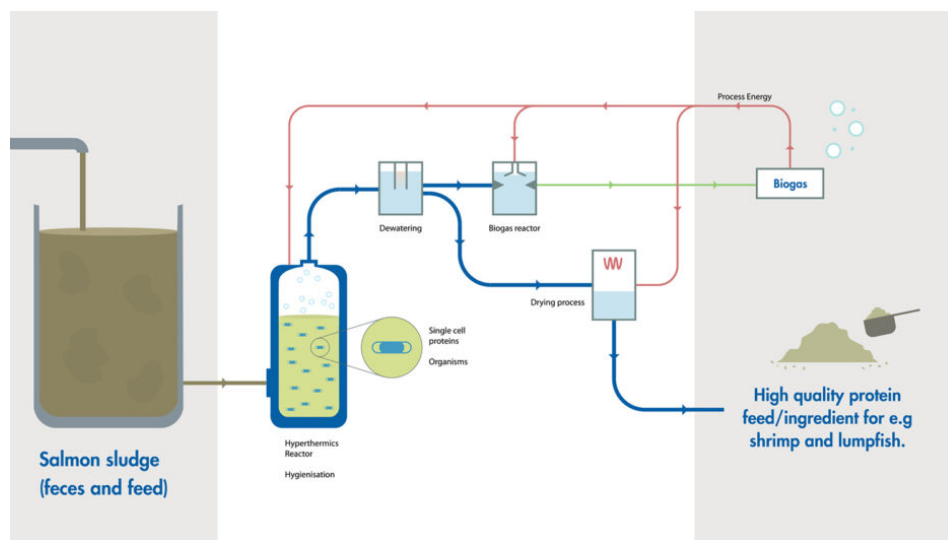 Process Energy
Biogas
Dewatering
Biogas reactor
Drying process
Single cell
proteins
Organisms
High quality protein
feed/ingredient for e.g
shrimp and lumpfish.
Hyperthermics
Reactor
Hygienisation
Salmon sludge
(feces and feed)